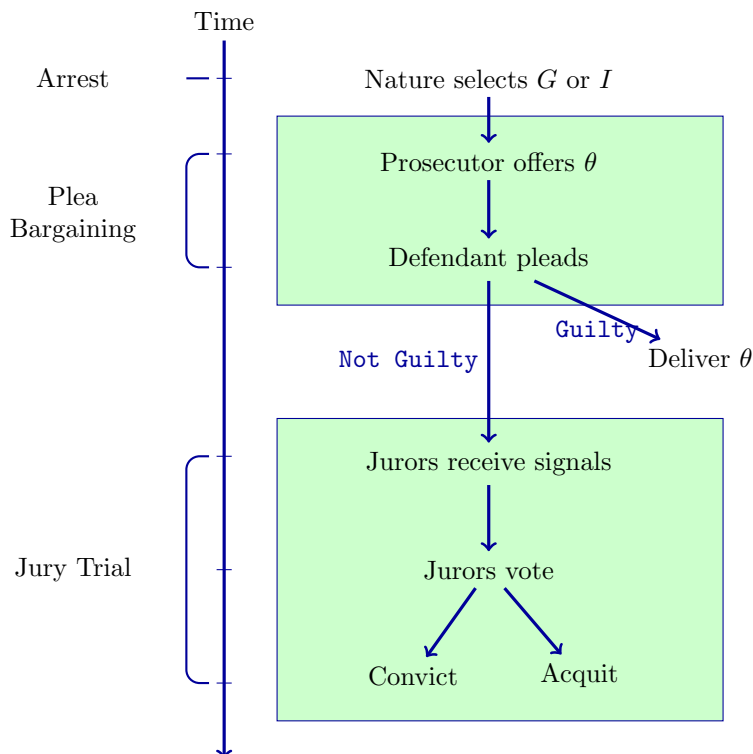 Time
Arrest
Nature selects G or I
Prosecutor offers θ
Plea
Bargaining
Defendant pleads
Guilty
Not Guilty
Deliver θ
Jurors receive signals
Jury Trial
Jurors vote
Convict
Acquit